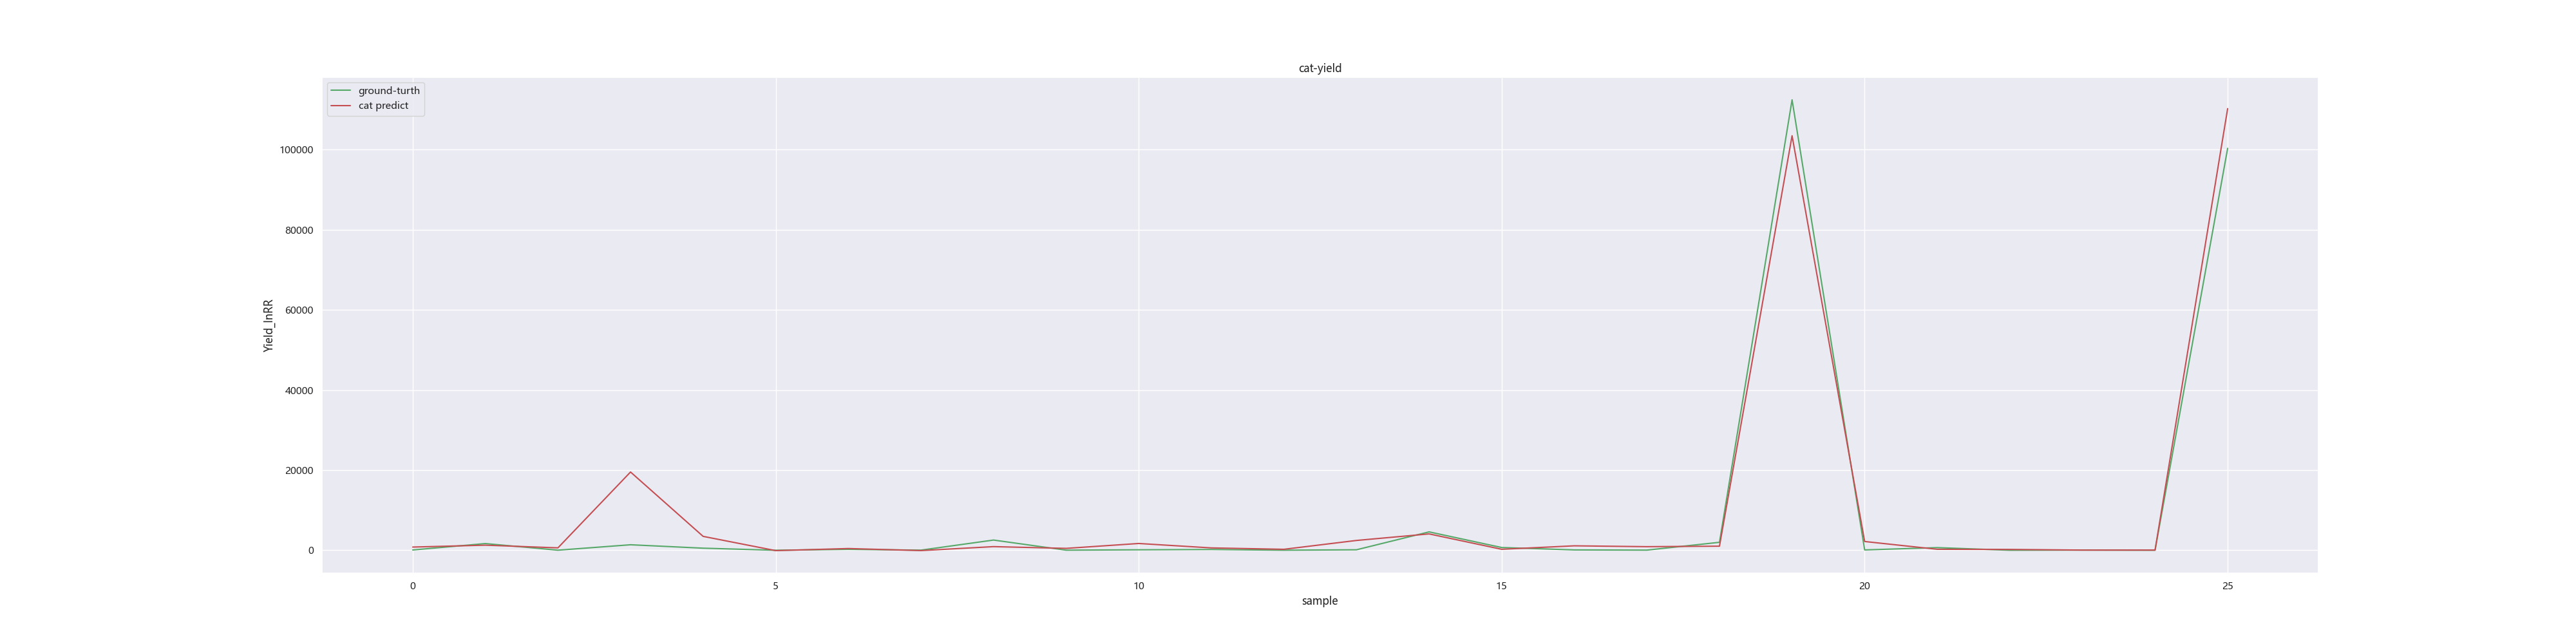 cat-yield
ground-turth
cat predict
100000
80000
60000
40000
20000
0
Yield_lnRR
0 5 10 15 20 25
sample